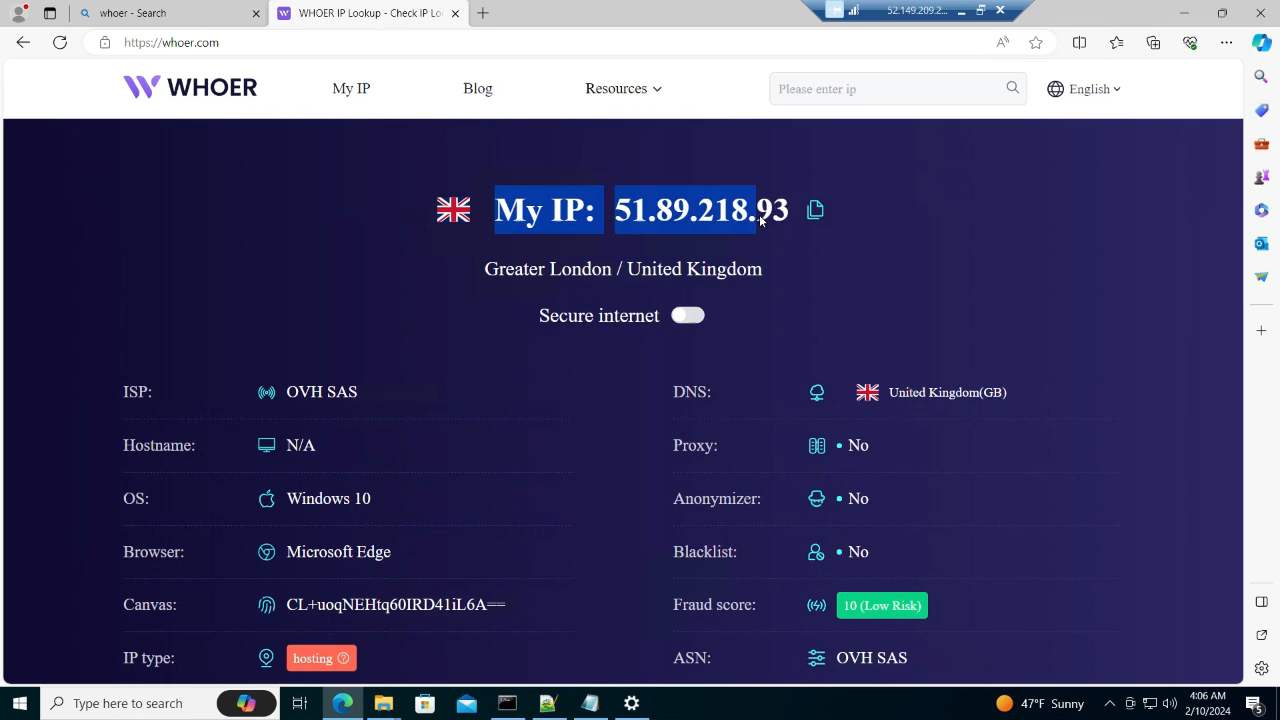 whoer - Search
WHOER IP Lookup - Check IP Lo
52.149.209.2...
https://whoer.com
WHOER
My IP
Blog
Resources
Please enter ip
English
My IP: 51.89.218.93
Greater London / United Kingdom
Secure internet
ISP:
OVH SAS
DNS:
United Kingdom(GB)
Hostname:
N/A
Proxy:
• No
OS:
Windows 10
Anonymizer:
• No
Browser:
Microsoft Edge
Blacklist:
• No
Canvas:
CL+uoqNEHtq60IRD41iL6A==
Fraud score:
10 (Low Risk)
IP type:
hosting
ASN:
OVH SAS
Type here to search
47°F Sunny
4:06 AM
2/10/2024
5